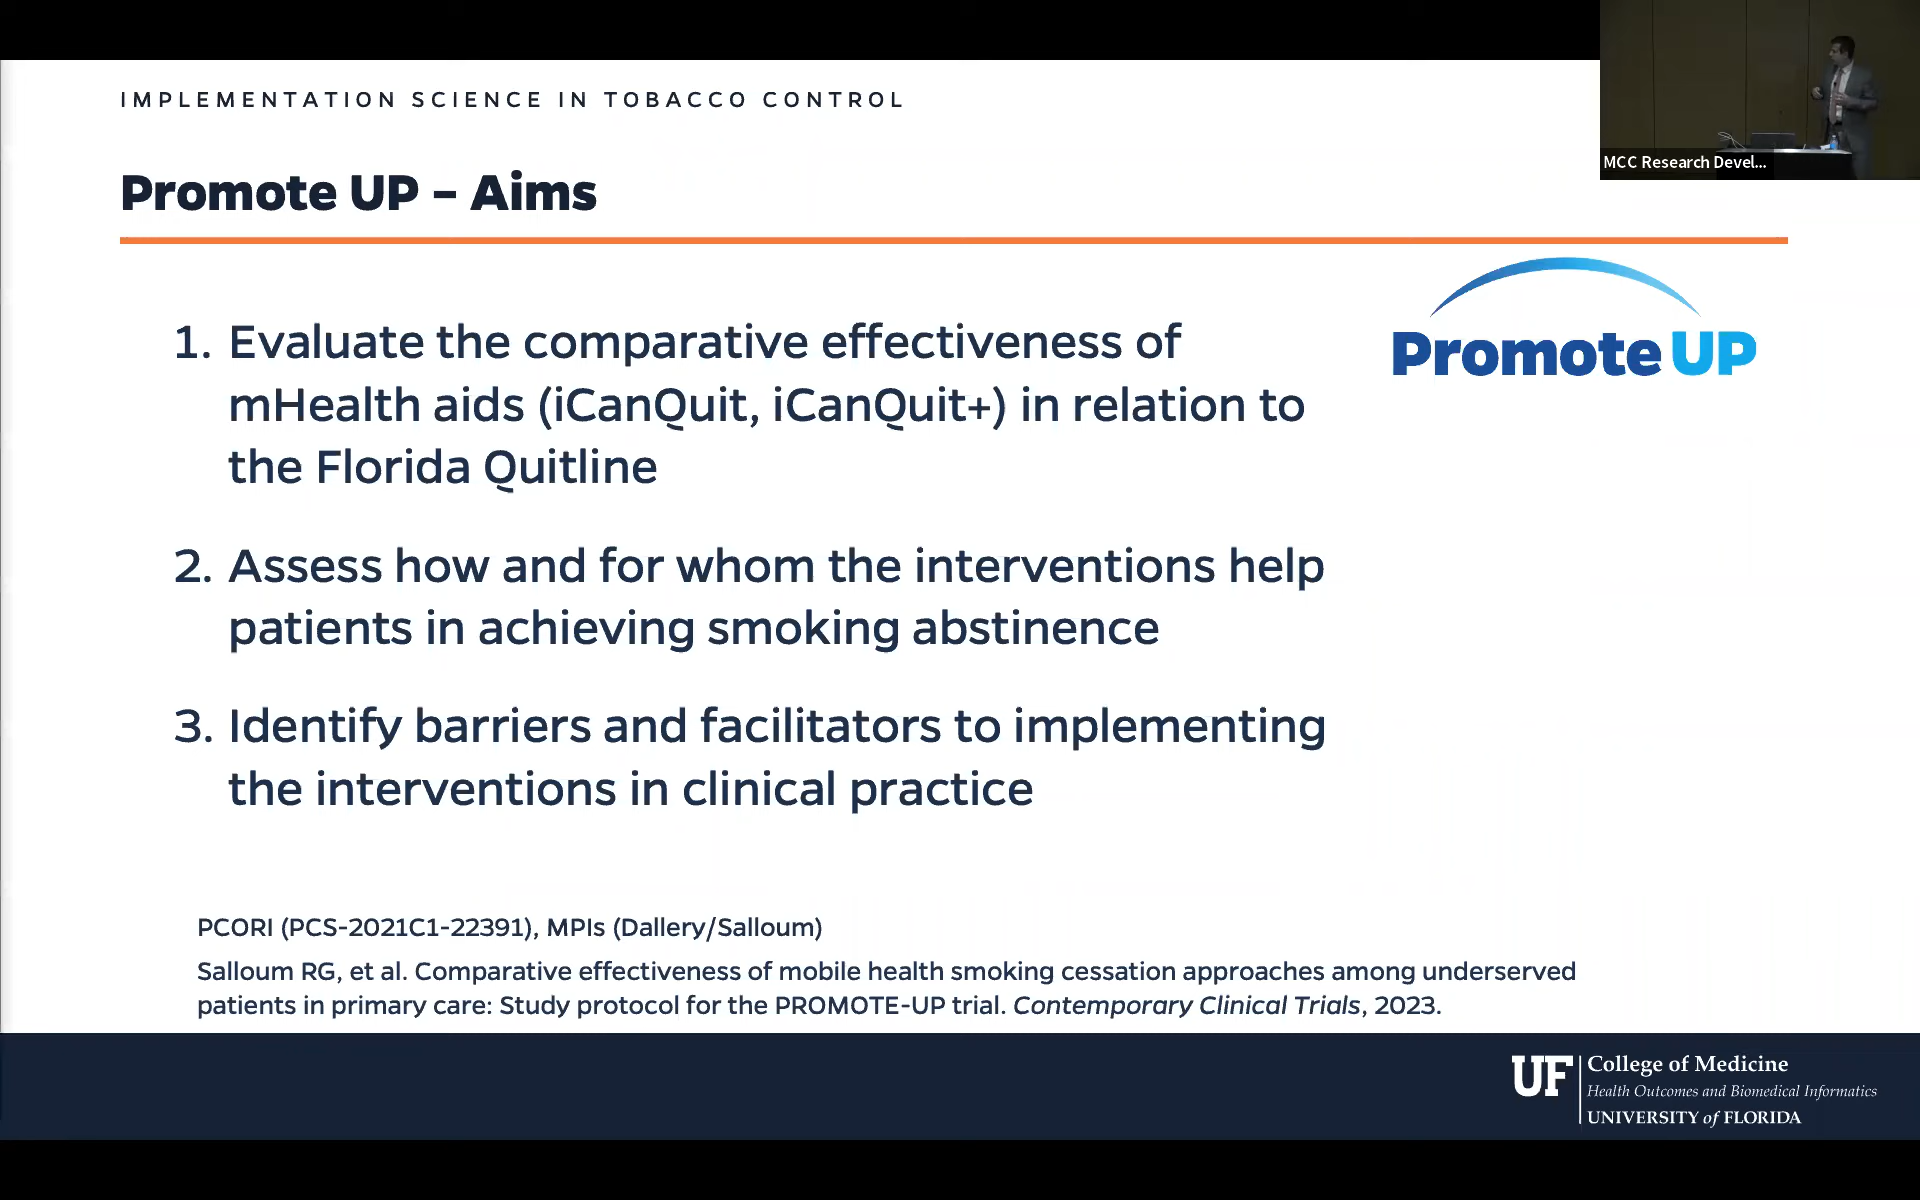 IMPLEMENTATION SCIENCE IN TOBACCO CONTROL
MCC Research Devel...
Promote UP – Aims
Promote UP
1. Evaluate the comparative effectiveness of
mHealth aids (iCanQuit, iCanQuit+) in relation to
the Florida Quitline
2. Assess how and for whom the interventions help
patients in achieving smoking abstinence
3. Identify barriers and facilitators to implementing
the interventions in clinical practice
PCORI (PCS-2021C1-22391), MPIs (Dallery/Salloum)
Salloum RG, et al. Comparative effectiveness of mobile health smoking cessation approaches among underserved
patients in primary care: Study protocol for the PROMOTE-UP trial. Contemporary Clinical Trials, 2023.
UF College of Medicine
Health Outcomes and Biomedical Informatics
UNIVERSITY of FLORIDA